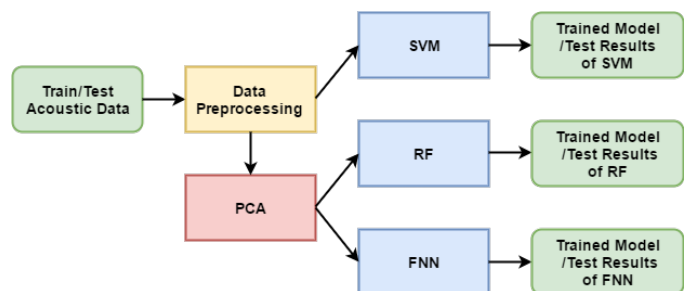 Train/Test
Acoustic Data
Data
Preprocessing
PCA
SVM
RF
FNN
Trained Model
/Test Results
of SVM
Trained Model
/Test Results
of RF
Trained Model
/Test Results
of FNN